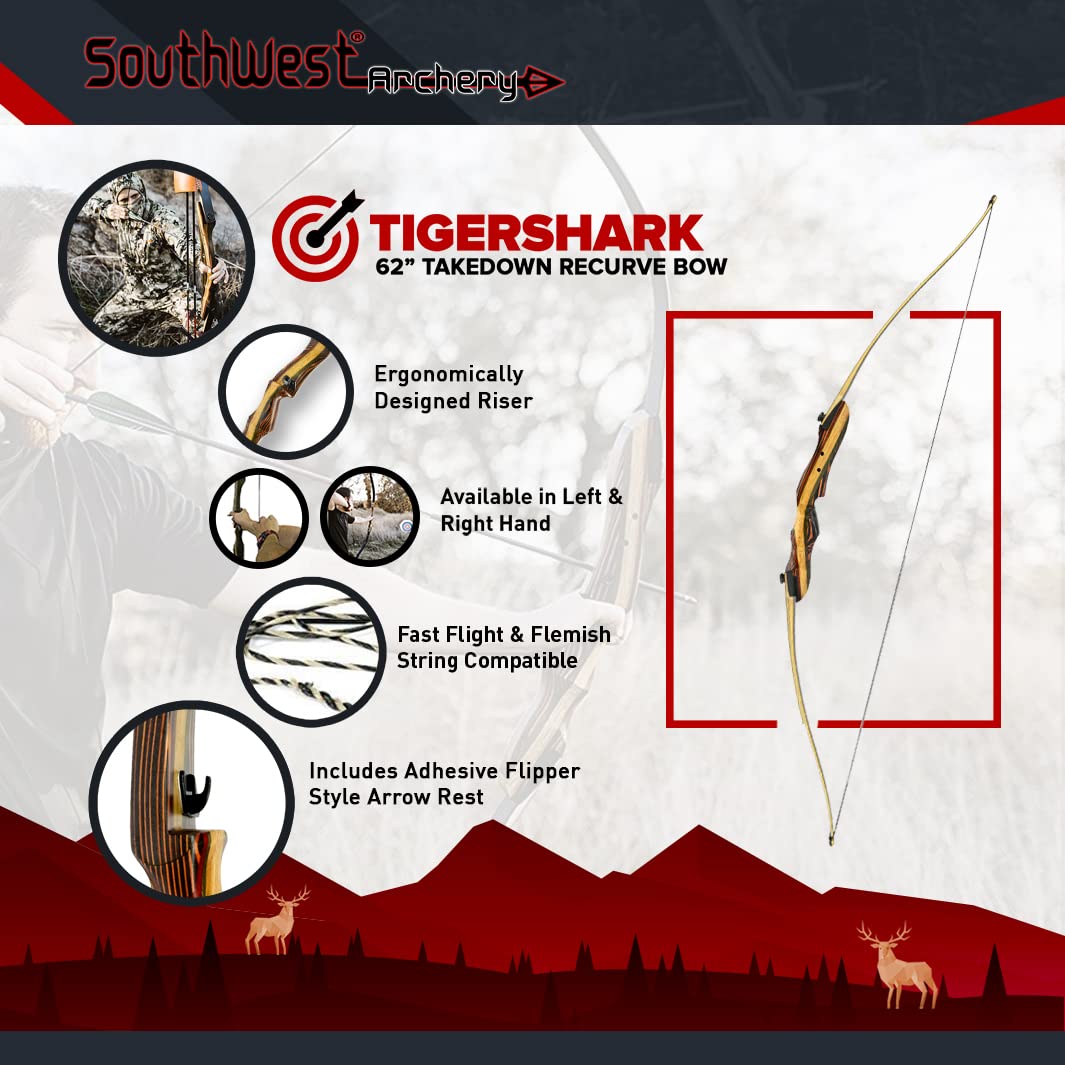 SouthWest® Archery
TIGERSHARK
62” TAKEDOWN RECURVE BOW
Ergonomically
Designed Riser
Available in Left &
Right Hand
Fast Flight & Flemish
String Compatible
Includes Adhesive Flipper
Style Arrow Rest